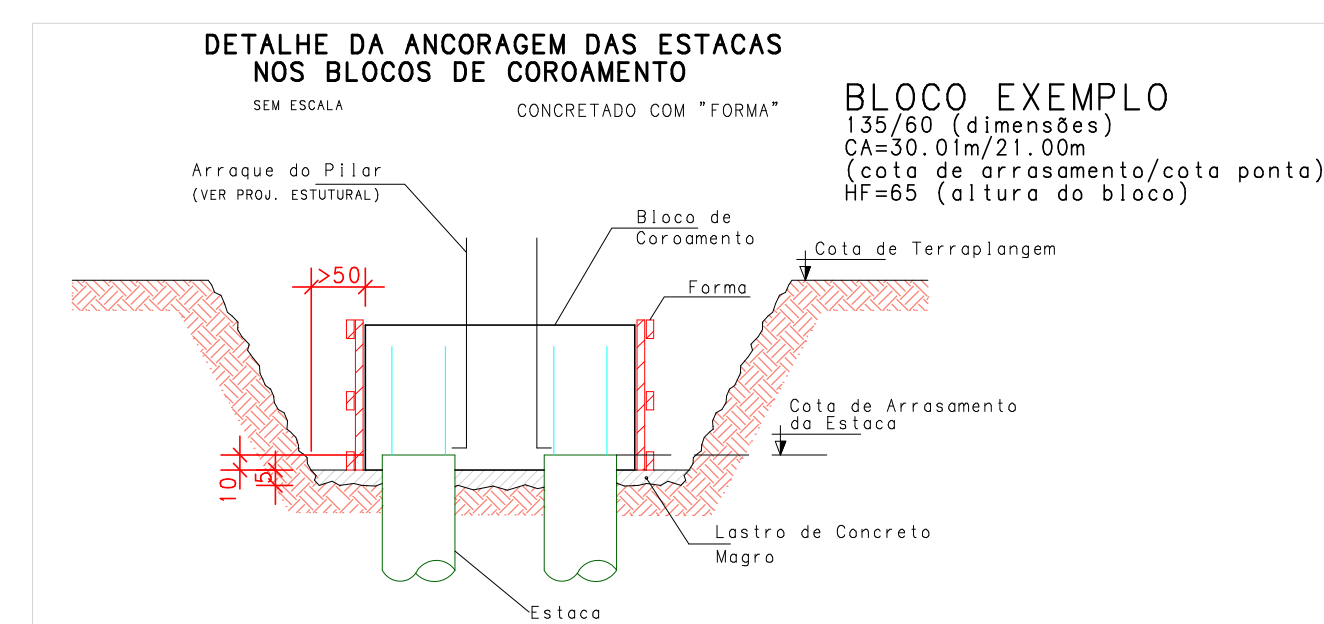 DETALHE DA ANCORAGEM DAS ESTACAS
NOS BLOCOS DE COROAMENTO
SEM ESCALA
CONCRETADO COM "FORMA"
BLOCO EXEMPLO
135/60 (dimensões)
CA=30.01m/21.00m
(cota de arrasamento/cota ponta)
HF=65 (altura do bloco)
Arraque do Pilar
(VER PROJ. ESTUTURAL)
Bloco de
Coroamento
Cota de Terraplangem
>50
Forma
Cota de Arrasamento
da Estaca
10
5
Lastro de Concreto
Magro
Estaca